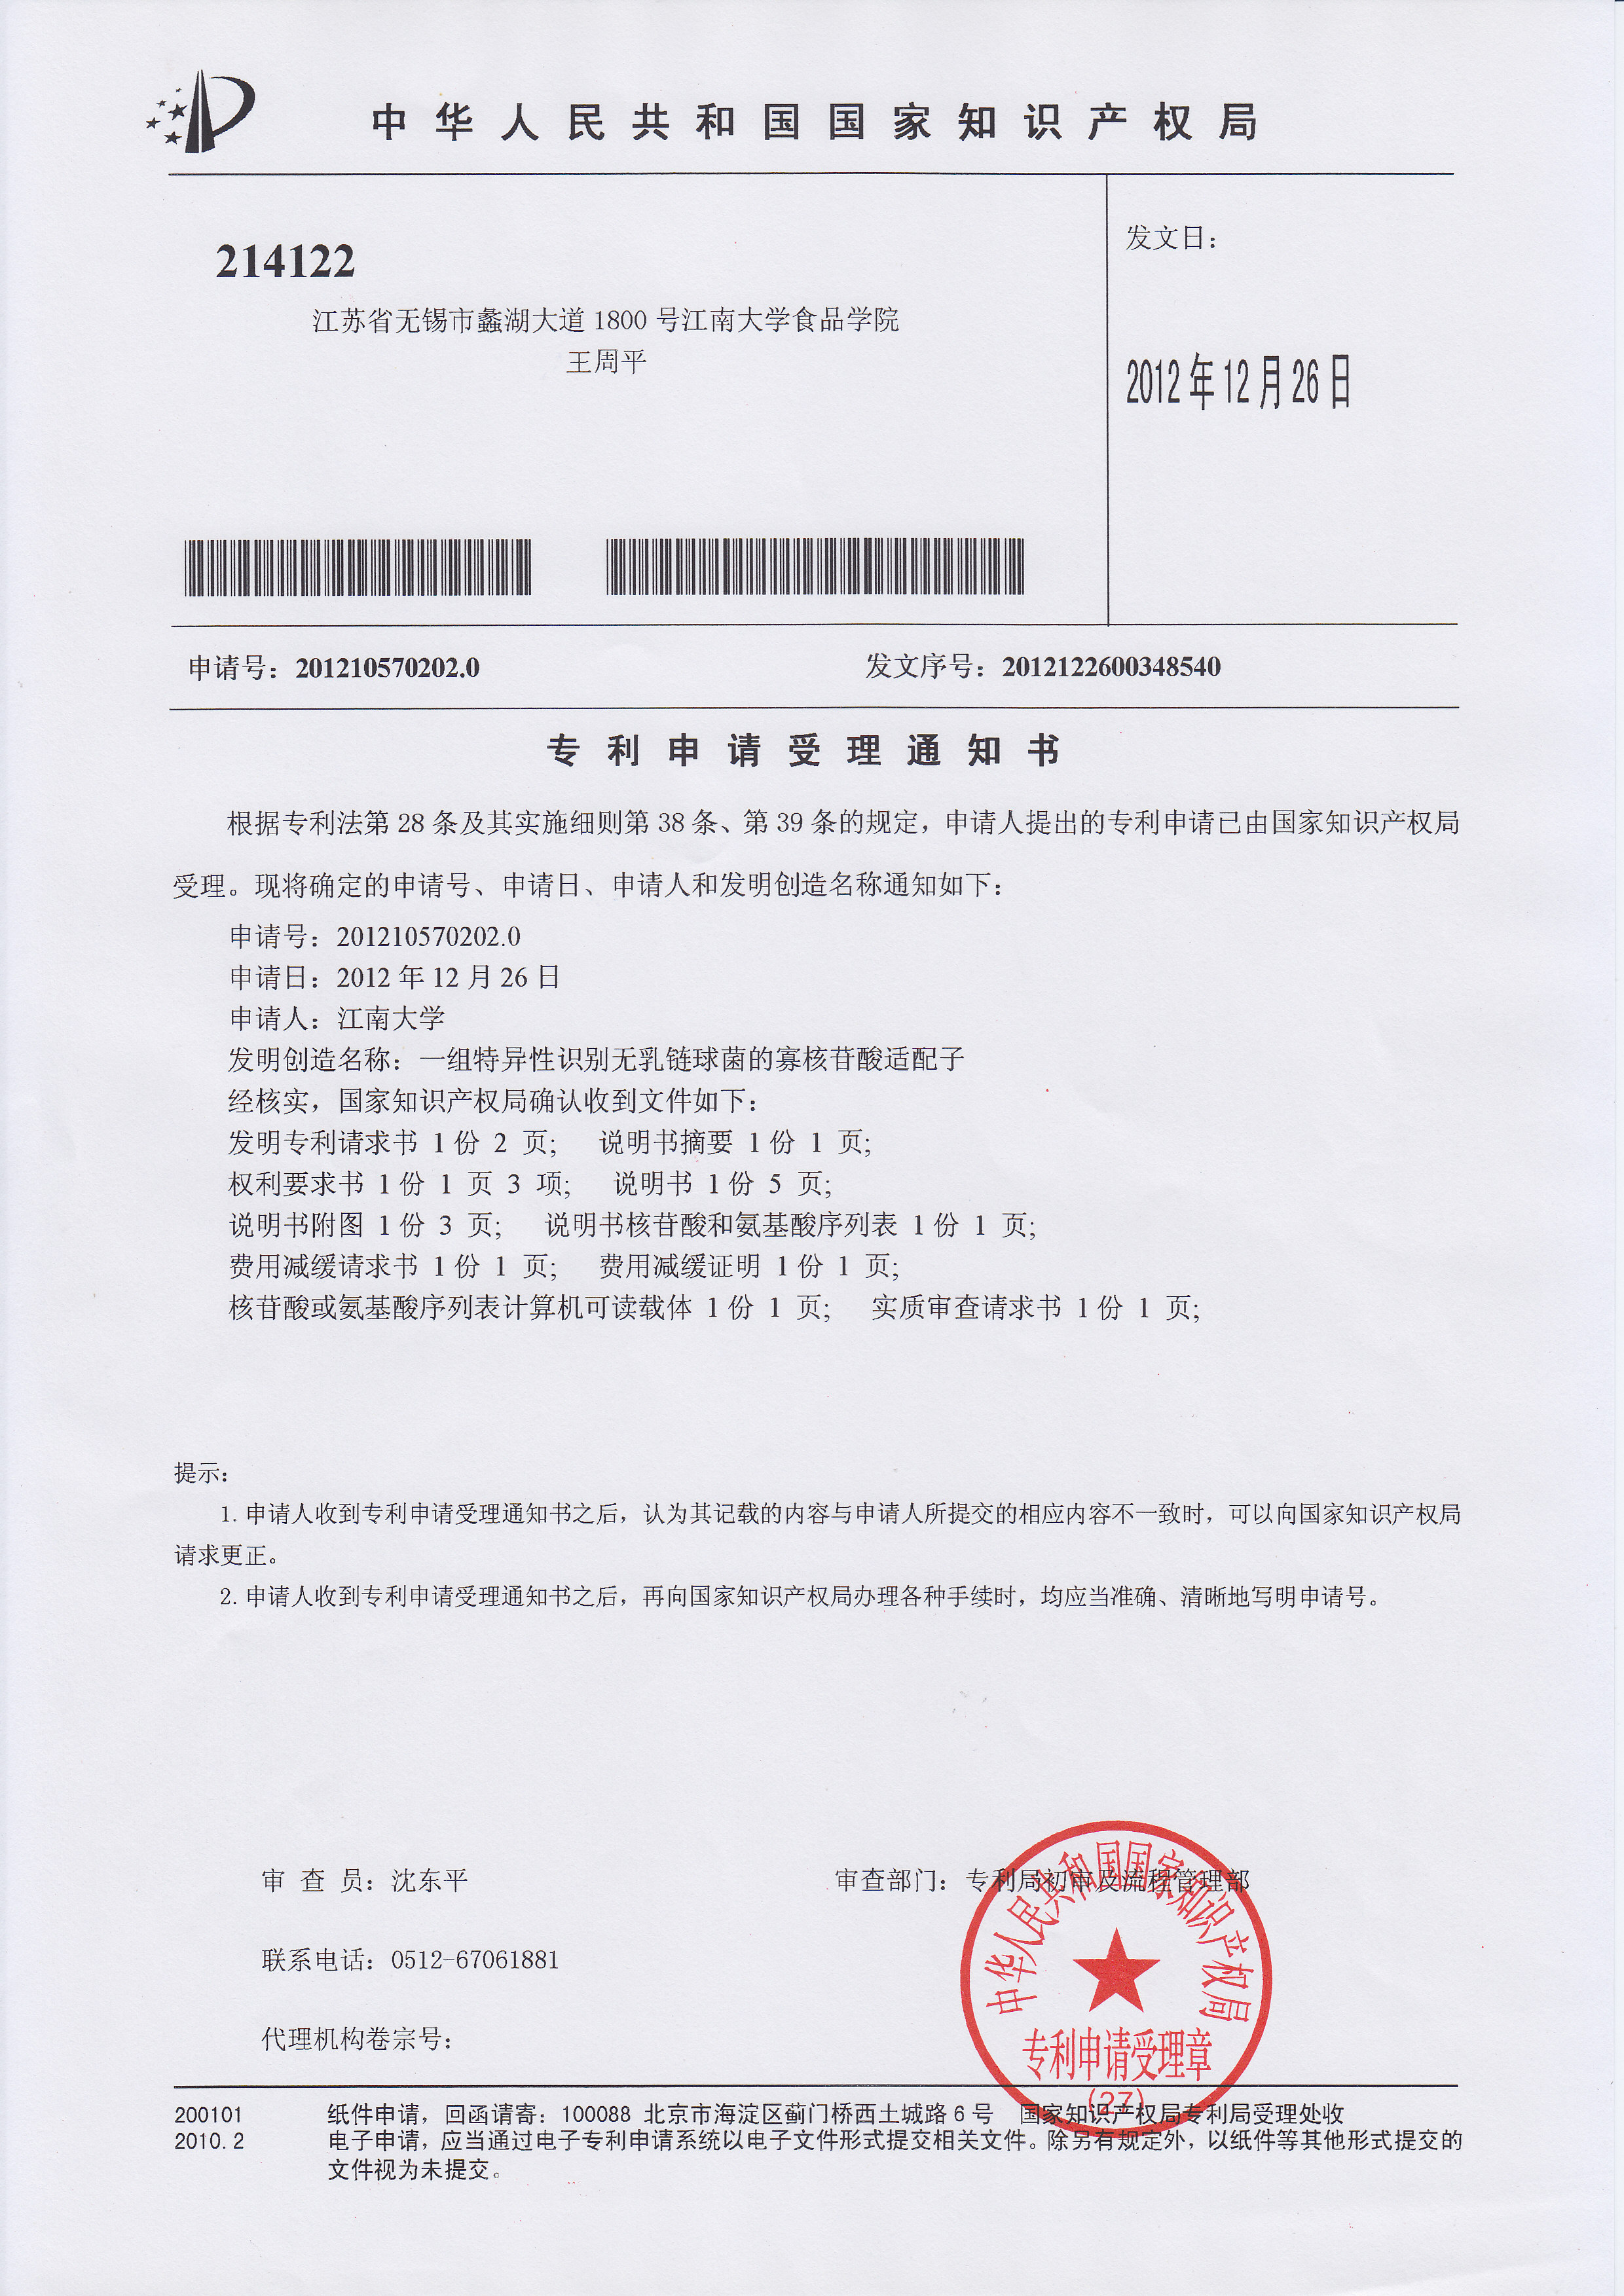 中华人民共和国国家知识产权局
214122
江苏省无锡市蠡湖大道 1800 号江南大学食品学院
王周平
发文日：
2012 年 12 月 26 日
申请号：201210570202.0 发文序号：2012122600348540
专利申请受理通知书
根据专利法第 28 条及其实施细则第 38 条、第 39 条的规定，申请人提出的专利申请已由国家知识产权局
受理。现将确定的申请号、申请日、申请人和发明创造名称通知如下：
申请号：201210570202.0
申请日：2012 年 12 月 26 日
申请人：江南大学
发明创造名称：一组特异性识别无乳链球菌的寡核苷酸适配子
经核实，国家知识产权局确认收到文件如下：
发明专利请求书 1 份 2 页； 说明书摘要 1 份 1 页；
权利要求书 1 份 1 页 3 项； 说明书 1 份 5 页；
说明书附图 1 份 3 页； 说明书核苷酸和氨基酸序列表 1 份 1 页；
费用减缓请求书 1 份 1 页； 费用减缓证明 1 份 1 页；
核苷酸或氨基酸序列表计算机可读载体 1 份 1 页； 实质审查请求书 1 份 1 页；
提示：
1. 申请人收到专利申请受理通知书之后，认为其记载的内容与申请人所提交的相应内容不一致时，可以向国家知识产权局
请求更正。
2. 申请人收到专利申请受理通知书之后，再向国家知识产权局办理各种手续时，均应当准确、清晰地写明申请号。
审 查 员：沈东平 审查部门：专利局初审及流程管理部
联系电话：0512-67061881
代理机构卷宗号：
中华人民共和国国家知识产权局
专利申请受理章
(27)
200101 纸件申请，回函请寄：100088 北京市海淀区蓟门桥西土城路 6 号 国家知识产权局专利局受理处收
2010.2 电子申请，应当通过电子专利申请系统以电子文件形式提交相关文件。除另有规定外，以纸件等其他形式提交的
文件视为未提交。